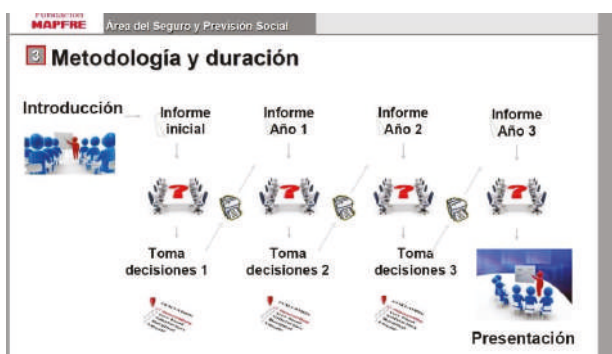 FUNDACIÓN
MAPFRE
Área del Seguro y Previsión Social
3 Metodología y duración
Introducción
Informe
inicial
Informe
Año 1
Informe
Año 2
Informe
Año 3
Toma
decisiones 1
Toma
decisiones 2
Toma
decisiones 3
Presentación